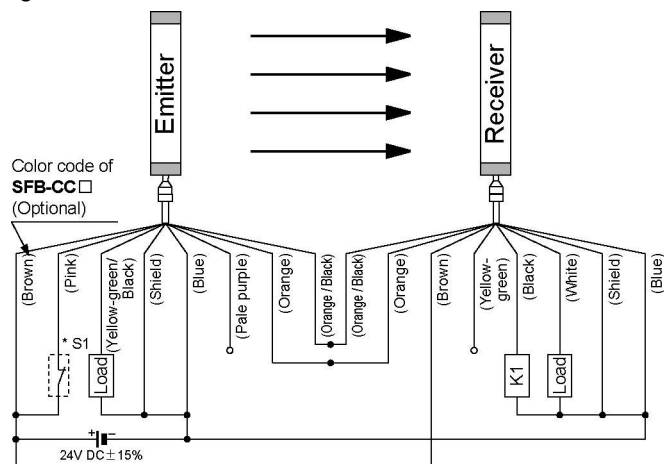 Emitter
Receiver
Color code of
SFB-CC□
(Optional)
(Brown)
(Pink)
(Yellow-green/
Black)
(Shield)
(Blue)
(Pale purple)
(Orange)
(Orange / Black)
(Orange / Black)
(Orange)
(Brown)
(Yellow-
green)
(Black)
(White)
(Shield)
(Blue)
* S1
Load
K1
Load
+ −
24V DC±15%